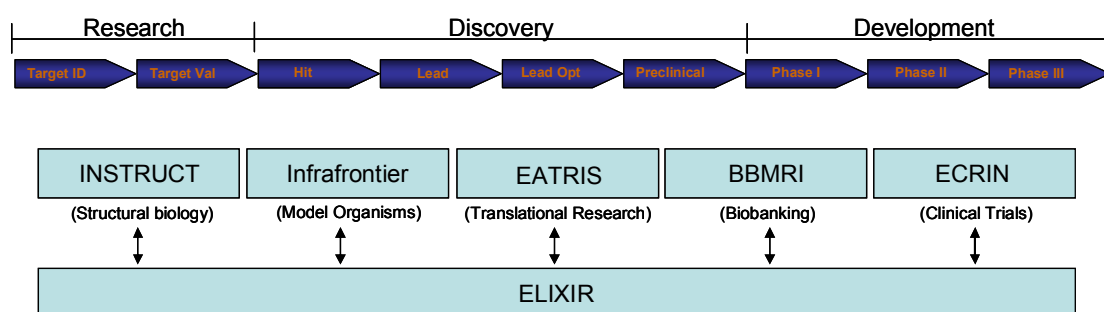 Research Discovery Development
Target ID Target Val Hit Lead Lead Opt Preclinical Phase I Phase II Phase III
INSTRUCT Infrafrontier EATRIS BBMRI ECRIN
(Structural biology) (Model Organisms) (Translational Research) (Biobanking) (Clinical Trials)
ELIXIR